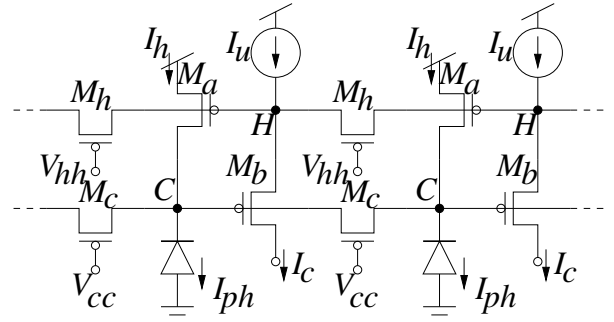 I_h I_u I_h I_u
M_a M_a
M_h M_h
H H
V_hh M_b V_hh M_b
M_c C M_c C
V_cc I_ph I_c V_cc I_ph I_c